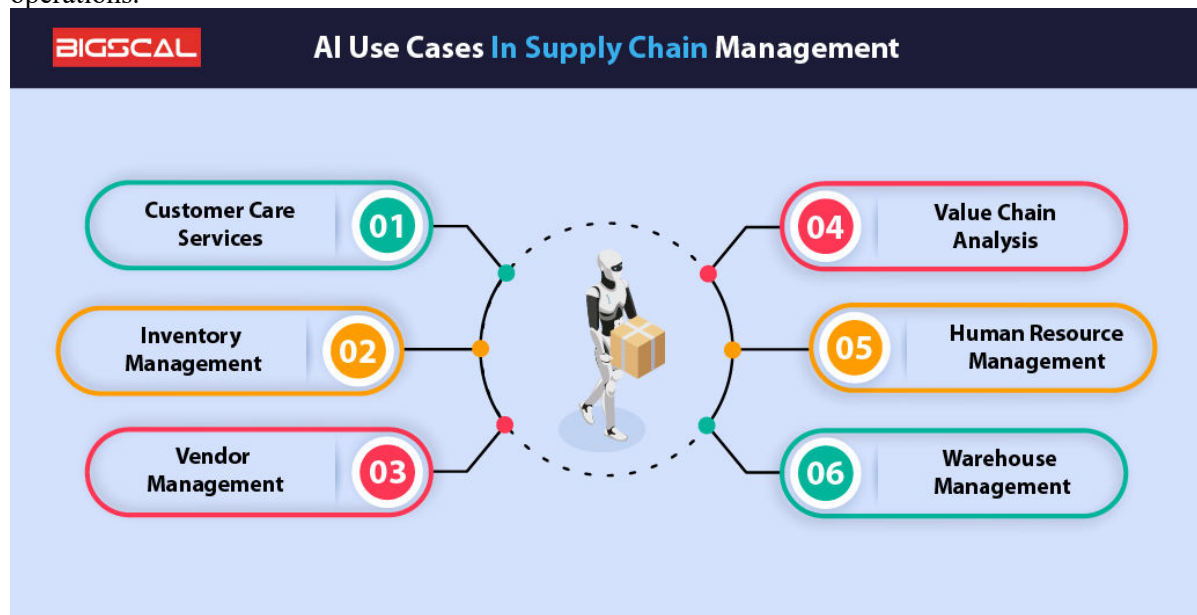 operations.
BIGSCAL
AI Use Cases In Supply Chain Management
Customer Care
Services
01
Inventory
Management
02
Vendor
Management
03
04
Value Chain
Analysis
05
Human Resource
Management
06
Warehouse
Management